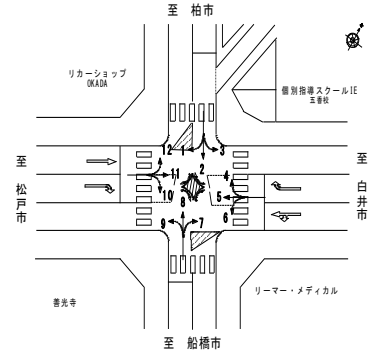 至 柏市
リカーショップ
OKADA
個別指導スクールIE
五香校
12
1
3
2
至 松戸市
11
4
至 白井市
10
5
8
9
7
6
善光寺
リーマー・メディカル
至 船橋市